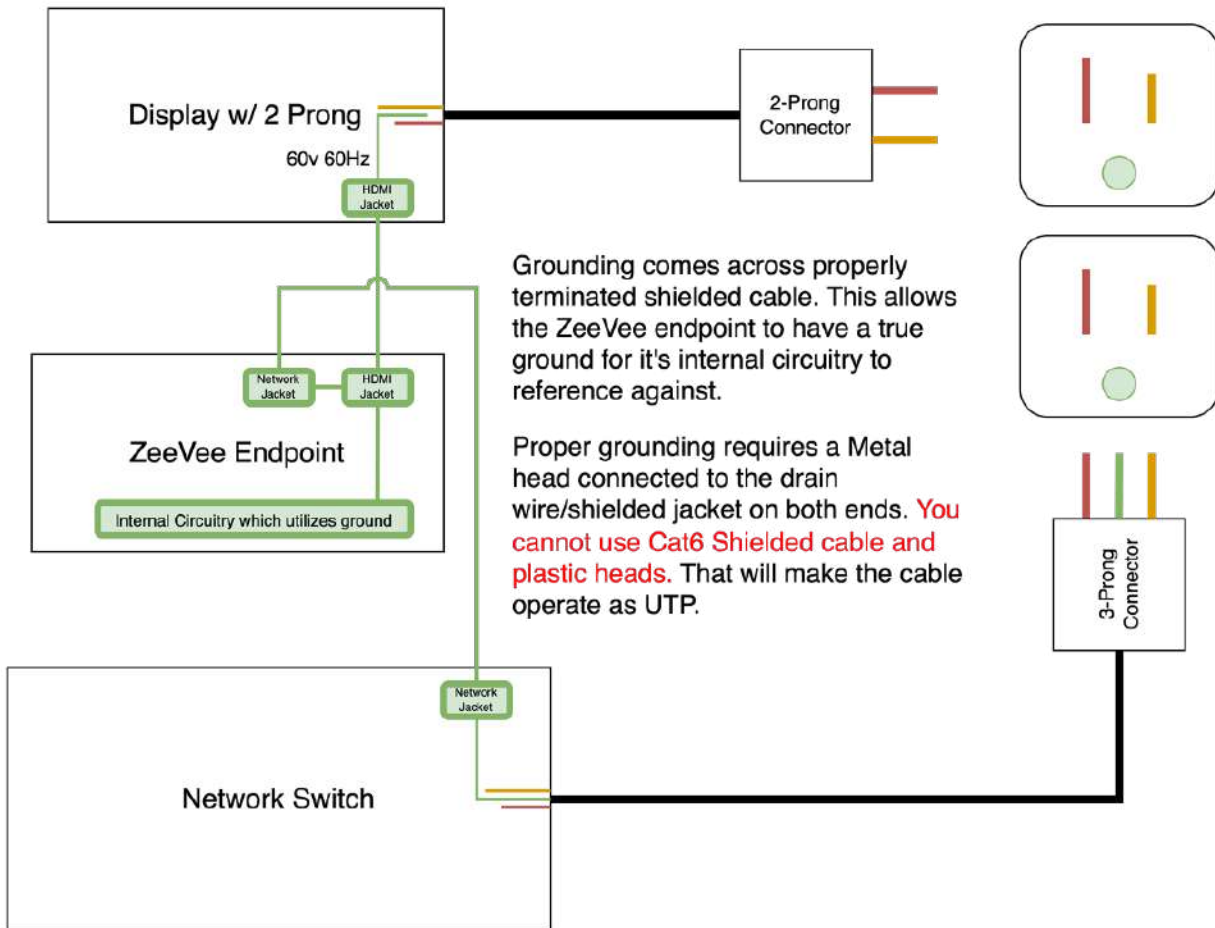 Display w/ 2 Prong
60v 60Hz
HDMI
Jacket
2-Prong
Connector
Grounding comes across properly
terminated shielded cable. This allows
the ZeeVee endpoint to have a true
ground for it's internal circuitry to
reference against.
Proper grounding requires a Metal
head connected to the drain
wire/shielded jacket on both ends. You
cannot use Cat6 Shielded cable and
plastic heads. That will make the cable
operate as UTP.
Network
Jacket
HDMI
Jacket
ZeeVee Endpoint
Internal Circuitry which utilizes ground
3-Prong
Connector
Network
Jacket
Network Switch